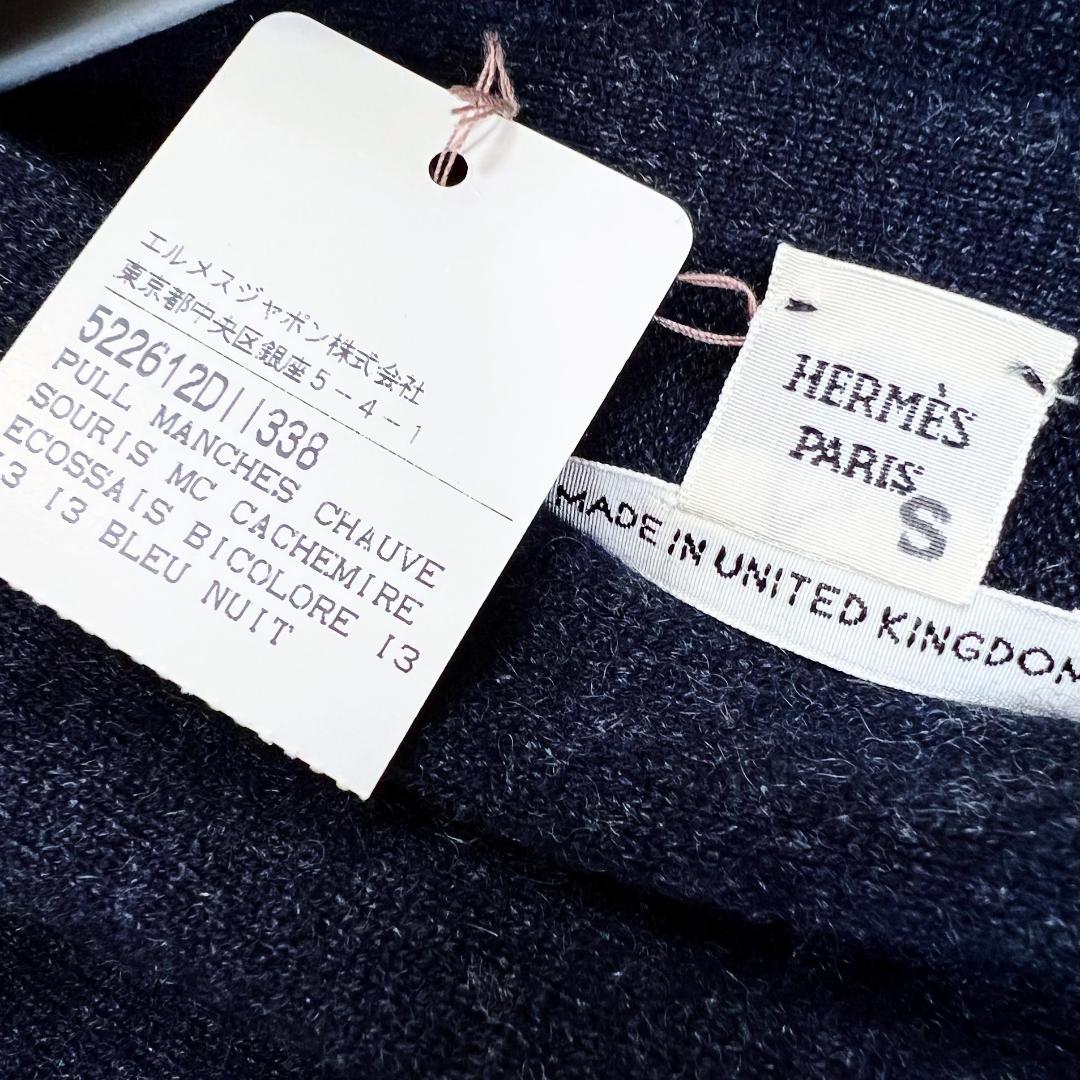 エルメスジャポン株式会社
東京都中央区銀座5-4-1
522612DII338
PULL MANCHES CHAUVE
SOURIS MC CACHEMIRE
ECOSSAIS BICOLORE I3
I3 BLEU NUIT
HERMÈS
PARIS
S
MADE IN UNITED KINGDOM